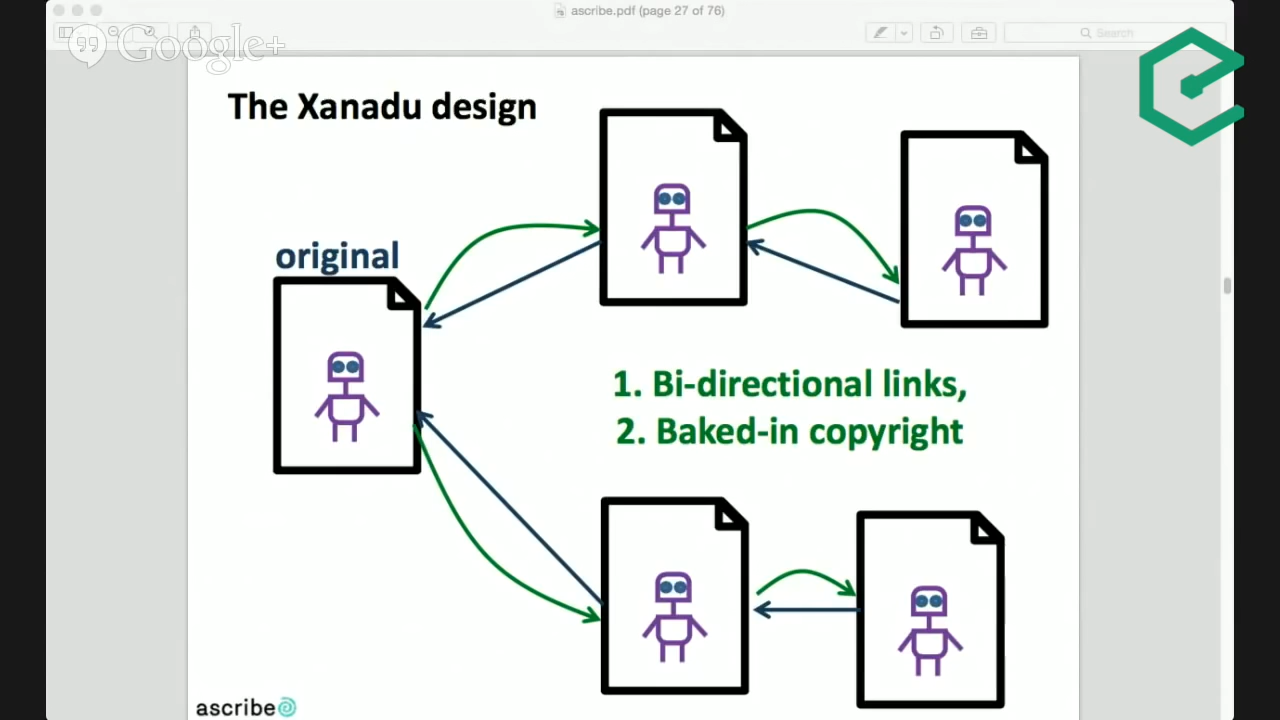 ascribe.pdf (page 27 of 76)
Google+
Search
The Xanadu design
original
1. Bi-directional links,
2. Baked-in copyright
ascribe